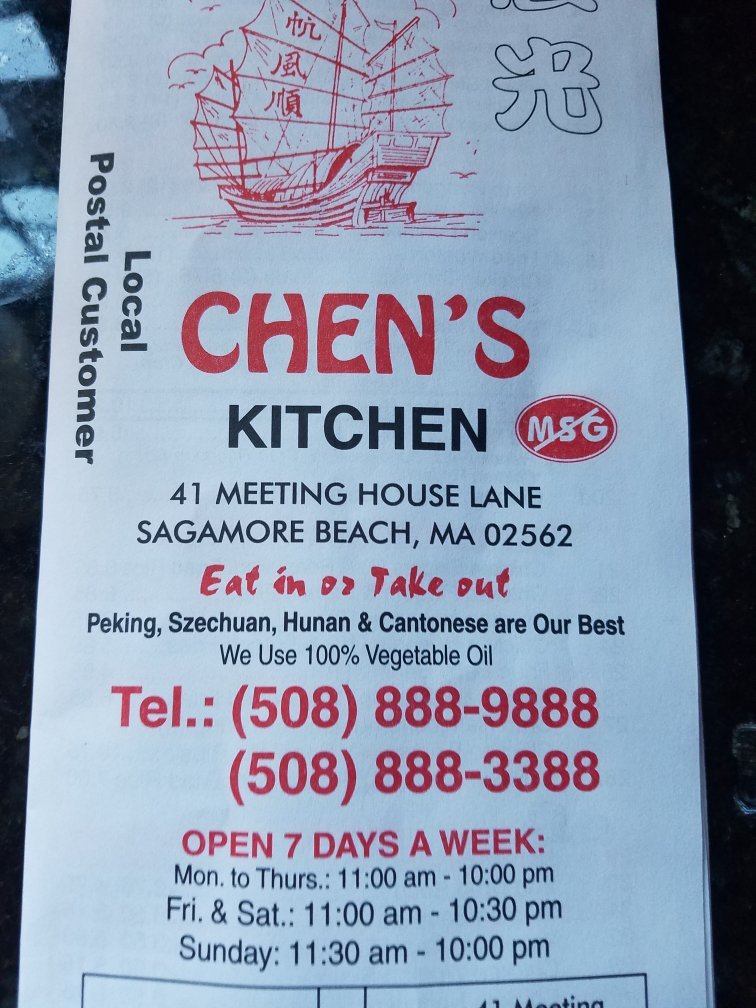 帆
風
順
光
Local
Postal Customer
CHEN'S
KITCHEN MSG
41 MEETING HOUSE LANE
SAGAMORE BEACH, MA 02562
Eat in or Take out
Peking, Szechuan, Hunan & Cantonese are Our Best
We Use 100% Vegetable Oil
Tel.: (508) 888-9888
(508) 888-3388
OPEN 7 DAYS A WEEK:
Mon. to Thurs.: 11:00 am - 10:00 pm
Fri. & Sat.: 11:00 am - 10:30 pm
Sunday: 11:30 am - 10:00 pm
41 Meeting